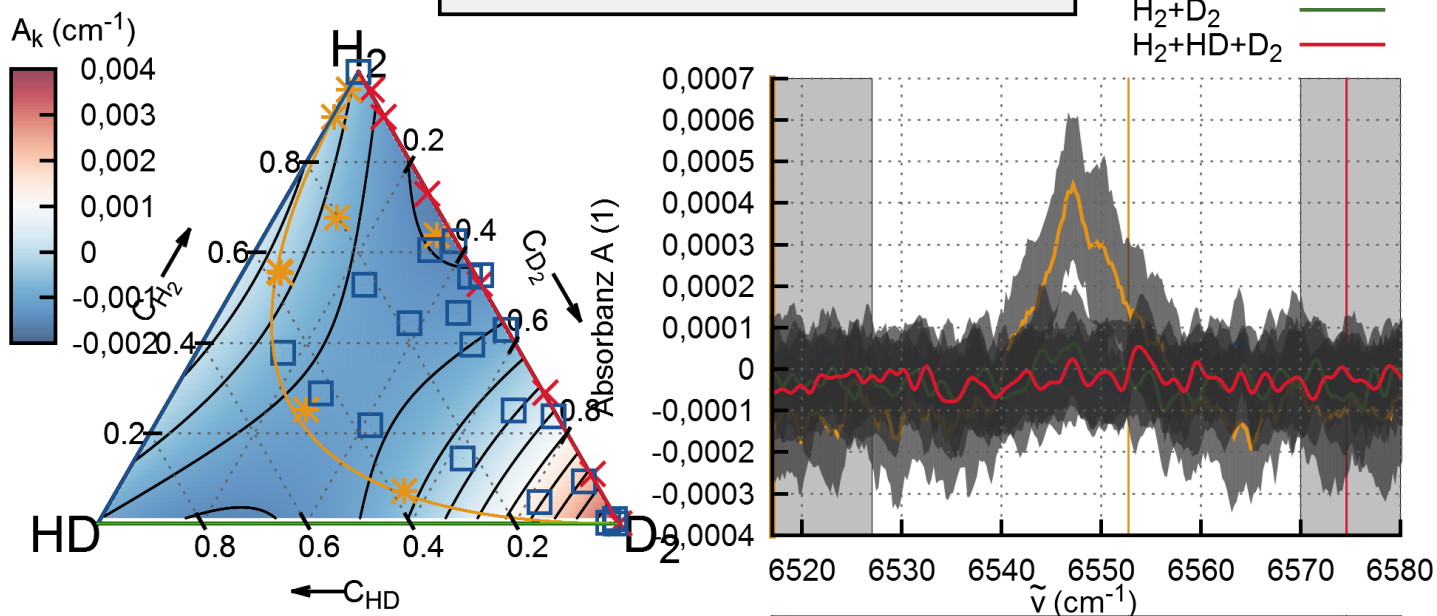 H₂+D₂
H₂+HD+D₂
Aₖ (cm⁻¹)
0,004
0,003
0,002
0,001
0
-0,001
-0,002
H₂
0.2
0.4
0.6
0.8
D₂
0.2
0.4
0.6
0.8
HD
0.2
0.4
0.6
0.8
C_H₂
C_D₂
C_HD
Absorbanz A (1)
0,0007
0,0006
0,0005
0,0004
0,0003
0,0002
0,0001
0
-0,0001
-0,0002
-0,0003
-0,0004
6520 6530 6540 6550 6560 6570 6580
ṽ (cm⁻¹)